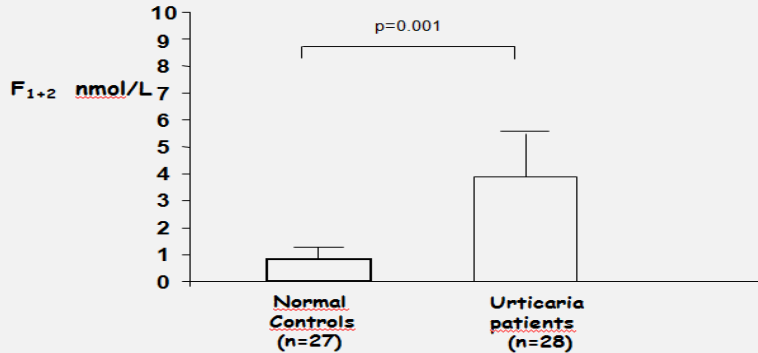 p=0.001
F₁₊₂ nmol/L
10
9
8
7
6
5
4
3
2
1
0
Normal
Controls
(n=27)
Urticaria
patients
(n=28)